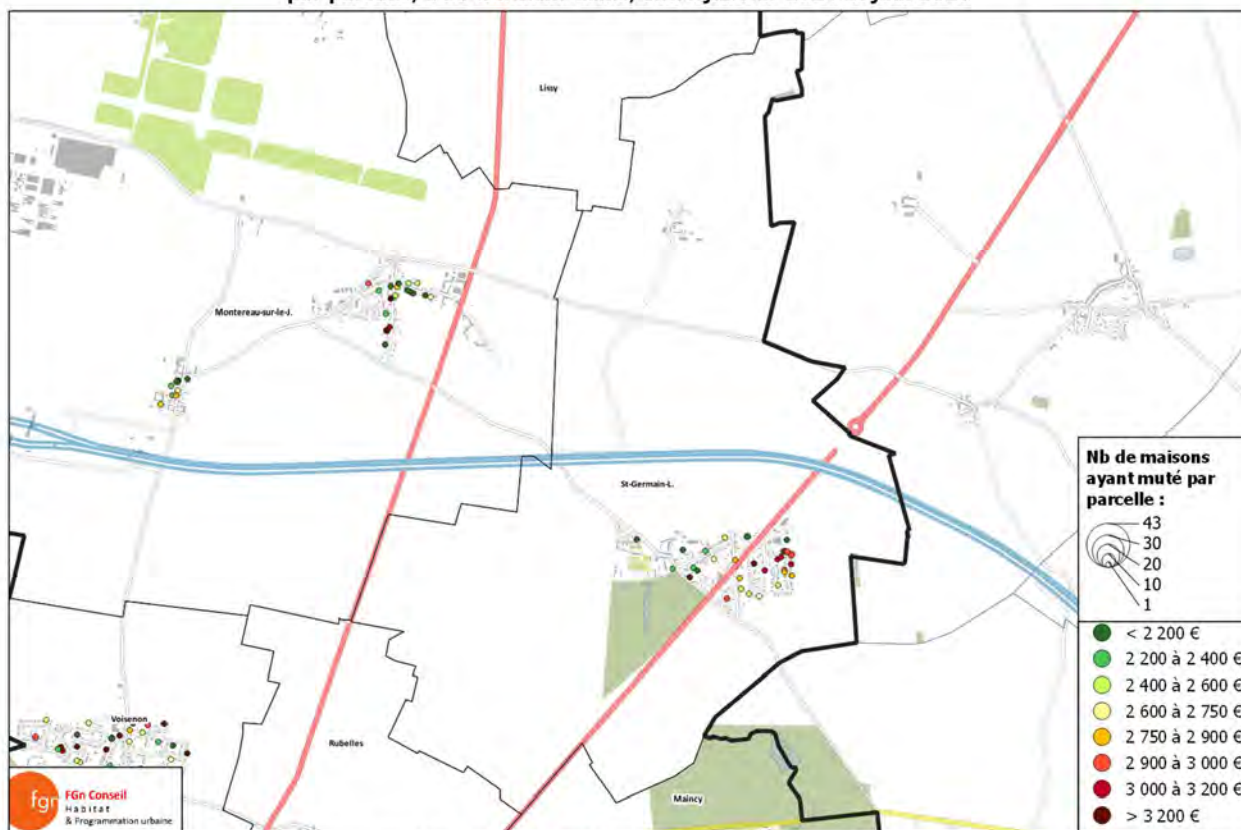 Lissy
Montereau-sur-le-J.
St-Germain-L.
Voisenon
Rubelles
Maincy
Nb de maisons
ayant muté par
parcelle :
43
30
20
10
1
< 2 200 €
2 200 à 2 400 €
2 400 à 2 600 €
2 600 à 2 750 €
2 750 à 2 900 €
2 900 à 3 000 €
3 000 à 3 200 €
> 3 200 €
fgn
FGn Conseil
Habitat
& Programmation urbaine